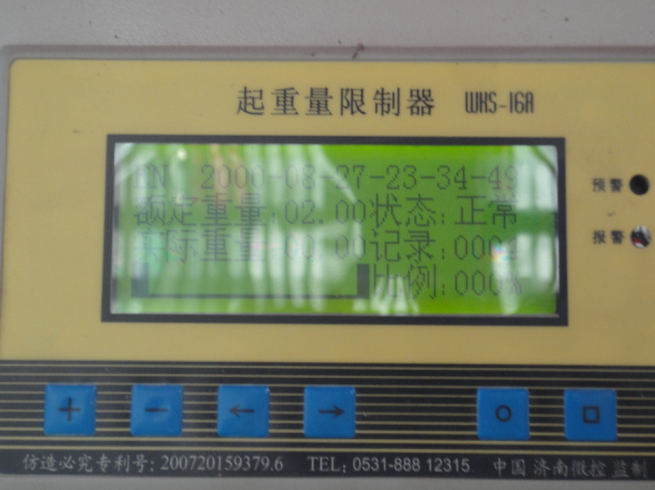 起重量限制器 WKS-16A
2000-08-27-23-34-49
额定重量:02.00状态:正常
实际重量:00.00记录:000
比例:000%
预警
报警
+ - ← → ○ □
仿造必究专利号: 200720159379.6 TEL: 0531-888 12315 中国 济南微控 监制